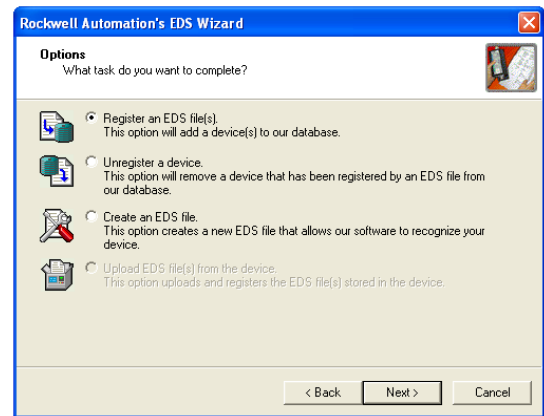 Rockwell Automation's EDS Wizard
Options
What task do you want to complete?
Register an EDS file(s).
This option will add a device(s) to our database.
Unregister a device.
This option will remove a device that has been registered by an EDS file from
our database.
Create an EDS file.
This option creates a new EDS file that allows our software to recognize your
device.
Upload EDS file(s) from the device.
This option uploads and registers the EDS file(s) stored in the device.
< Back
Next >
Cancel